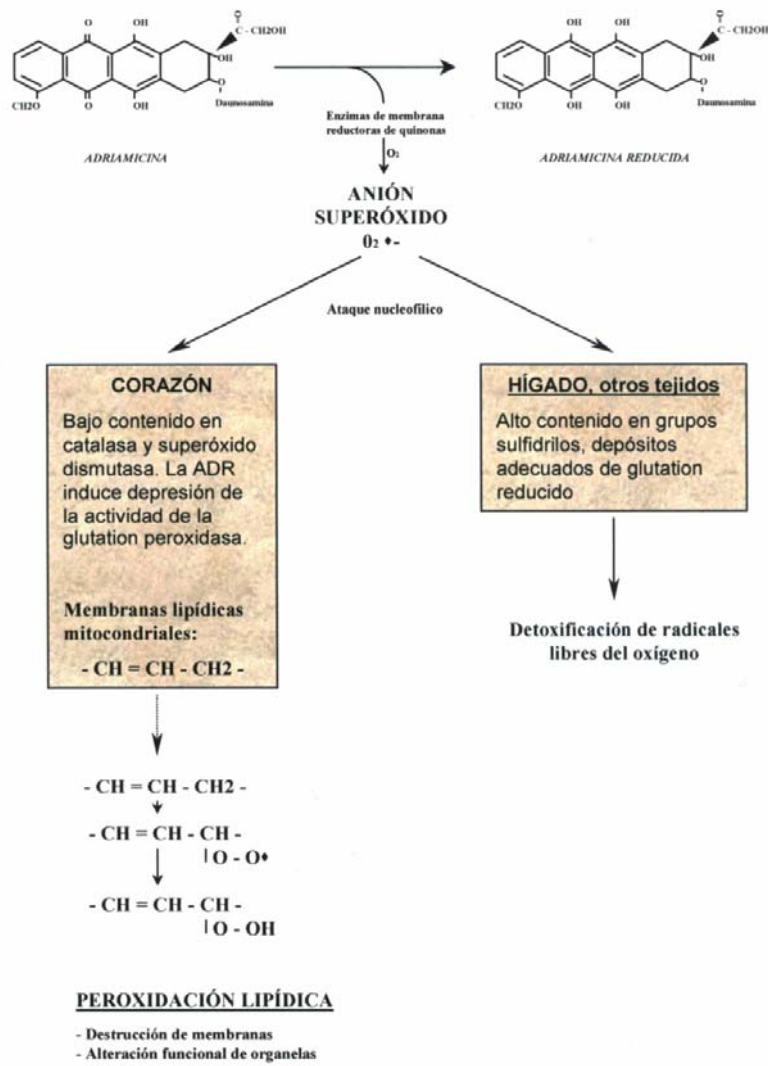 O
C - CH2OH
O
OH
OH
O
Daunosamina
CH2O
O
OH
ADRIAMICINA
Enzimas de membrana
reductoras de quinonas
O2
OH
OH
O
C - CH2OH
OH
O
Daunosamina
CH2O
OH
OH
ADRIAMICINA REDUCIDA
ANIÓN
SUPERÓXIDO
02 •-
Ataque nucleofílico
CORAZÓN
Bajo contenido en
catalasa y superóxido
dismutasa. La ADR
induce depresión de
la actividad de la
glutation peroxidasa.
Membranas lipídicas
mitocondriales:
- CH = CH - CH2 -
HÍGADO, otros tejidos
Alto contenido en grupos
sulfidrilos, depósitos
adecuados de glutation
reducido
Detoxificación de radicales
libres del oxígeno
- CH = CH - CH2 -
- CH = CH - CH -
O - O•
- CH = CH - CH -
O - OH
PEROXIDACIÓN LIPÍDICA
- Destrucción de membranas
- Alteración funcional de organelas